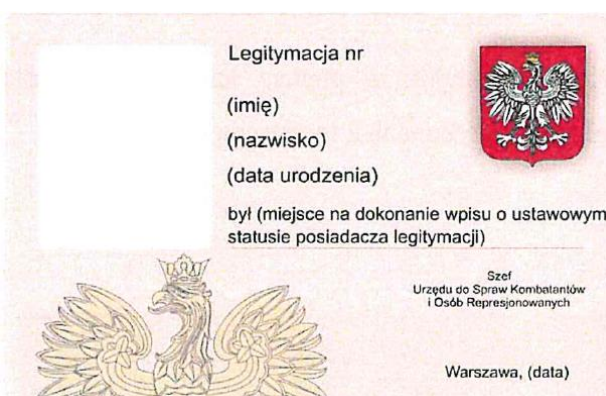 Legitymacja nr
(imię)
(nazwisko)
(data urodzenia)
był (miejsce na dokonanie wpisu o ustawowym
statusie posiadacza legitymacji)
Szef
Urzędu do Spraw Kombatantów
i Osób Represjonowanych
Warszawa, (data)